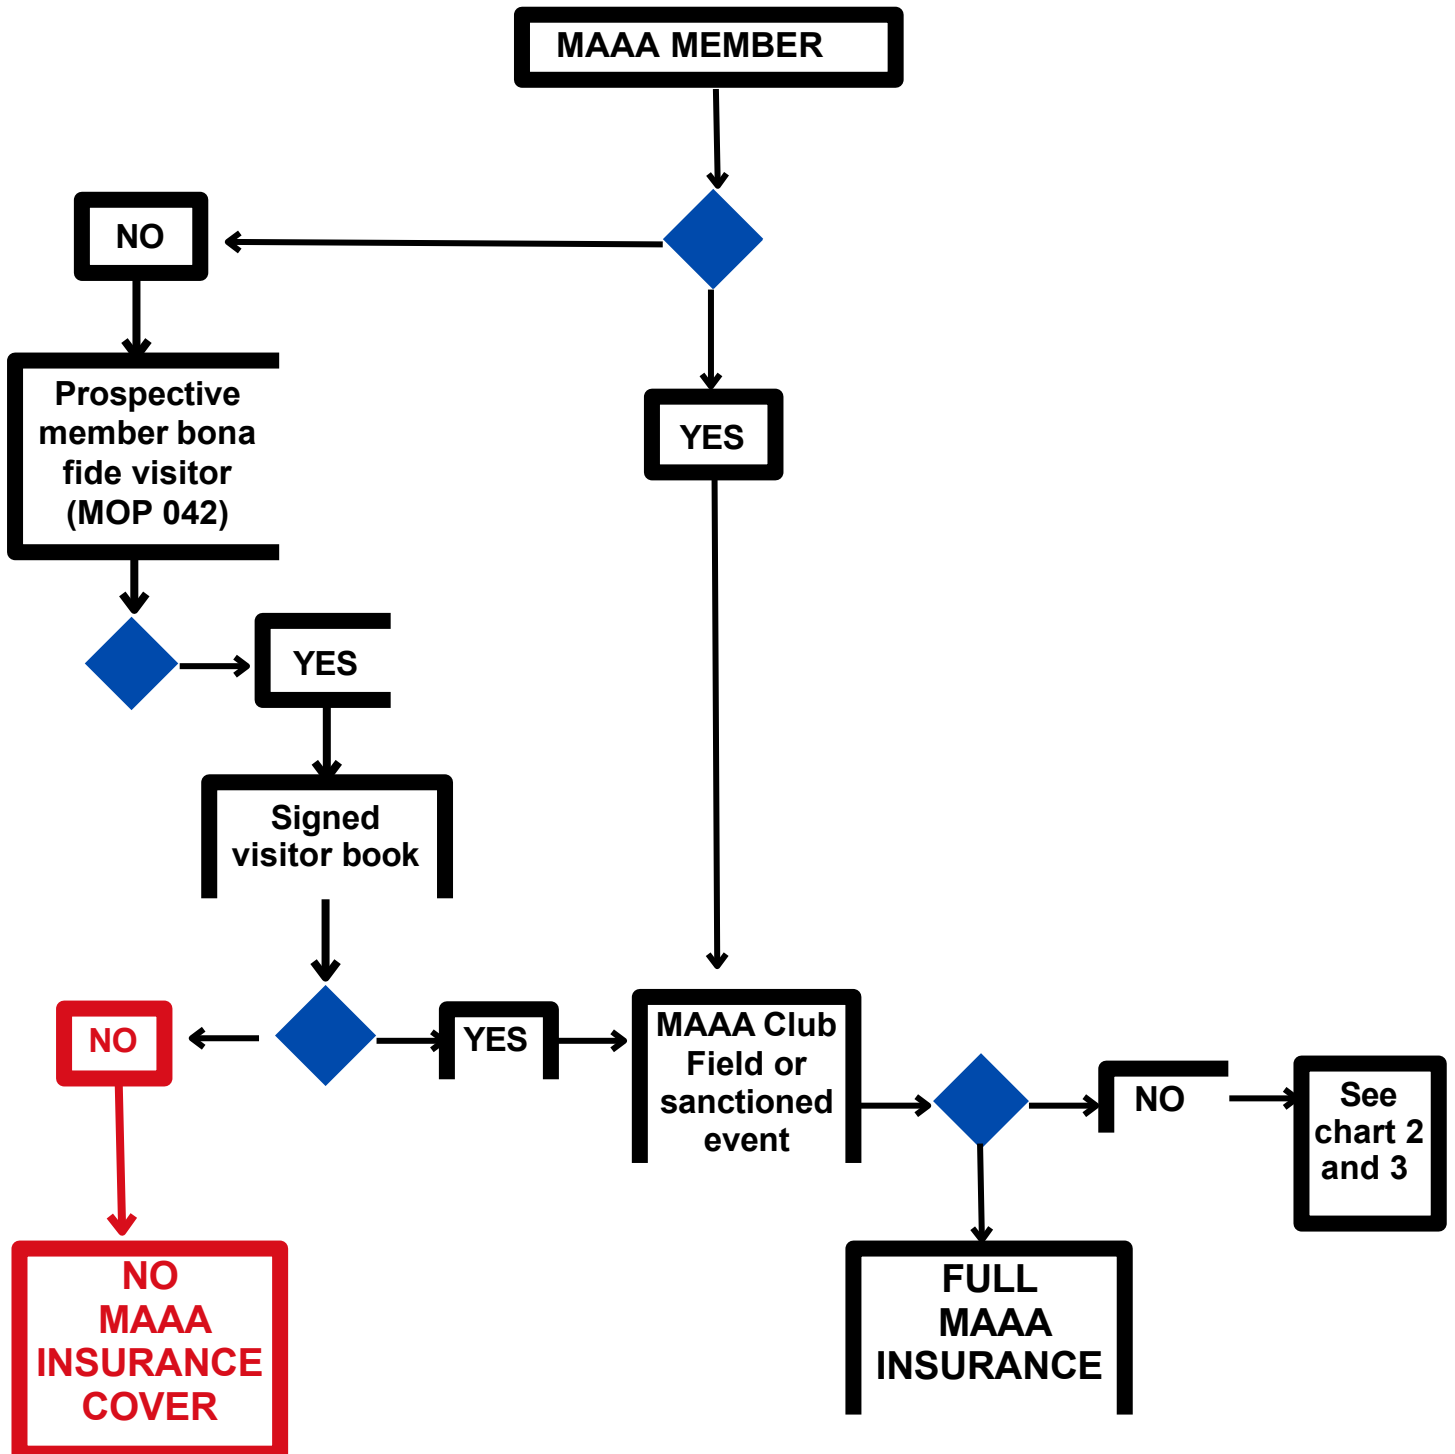 MAAA MEMBER
NO
Prospective
member bona
fide visitor
(MOP 042)
YES
YES
Signed
visitor book
NO
YES
MAAA Club
Field or
sanctioned
event
NO
See
chart 2
and 3
NO
MAAA
INSURANCE
COVER
FULL
MAAA
INSURANCE